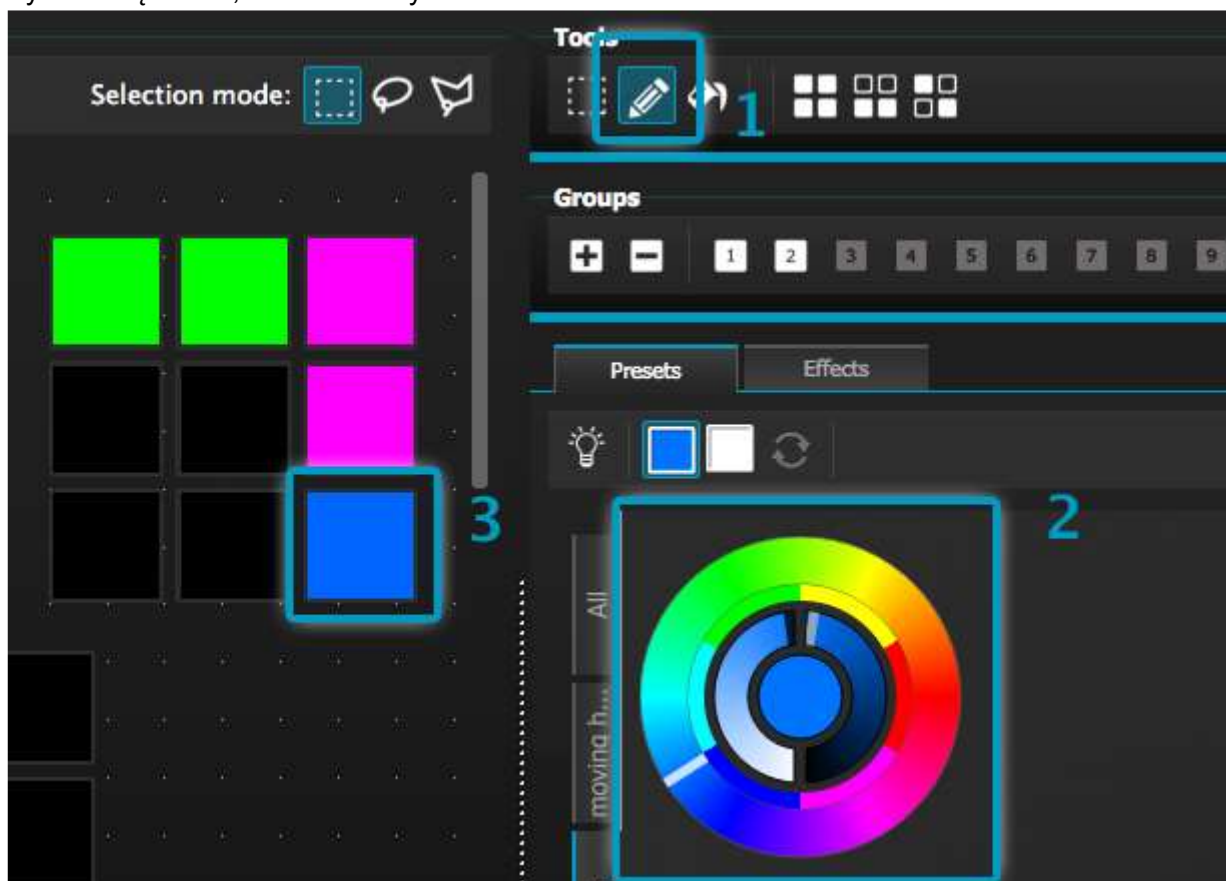 Tools
Selection mode:
1
Groups
1 2 3 4 5 6 7 8 9
Presets Effects
2
3
All
moving h...